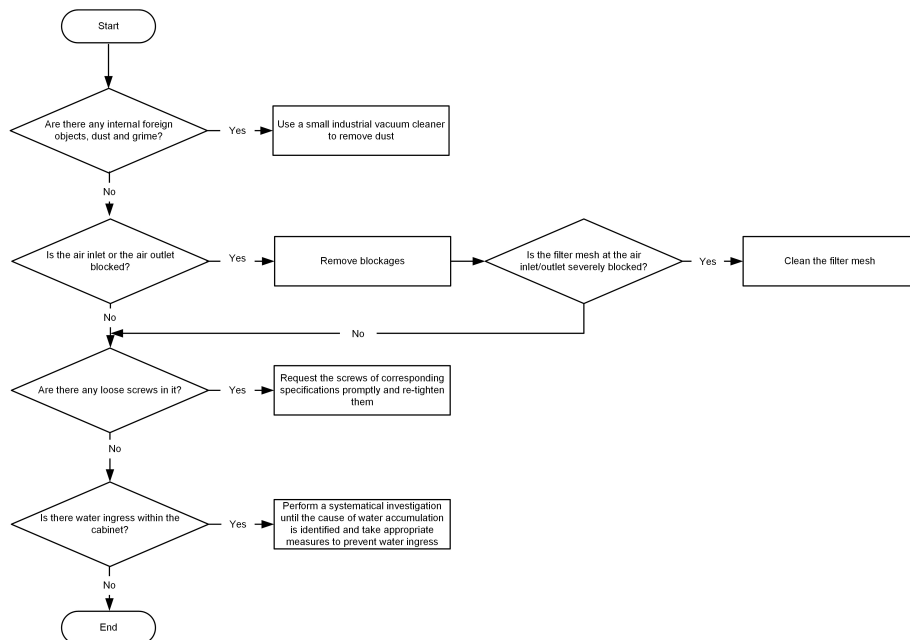 Start
Are there any internal foreign
objects, dust and grime?
Yes
Use a small industrial vacuum cleaner
to remove dust
No
Is the air inlet or the air outlet
blocked?
Yes
Remove blockages
Is the filter mesh at the air
inlet/outlet severely blocked?
Yes
Clean the filter mesh
No
No
Are there any loose screws in it?
Yes
Request the screws of corresponding
specifications promptly and re-tighten
them
No
Is there water ingress within the
cabinet?
Yes
Perform a systematical investigation
until the cause of water accumulation
is identified and take appropriate
measures to prevent water ingress
No
End